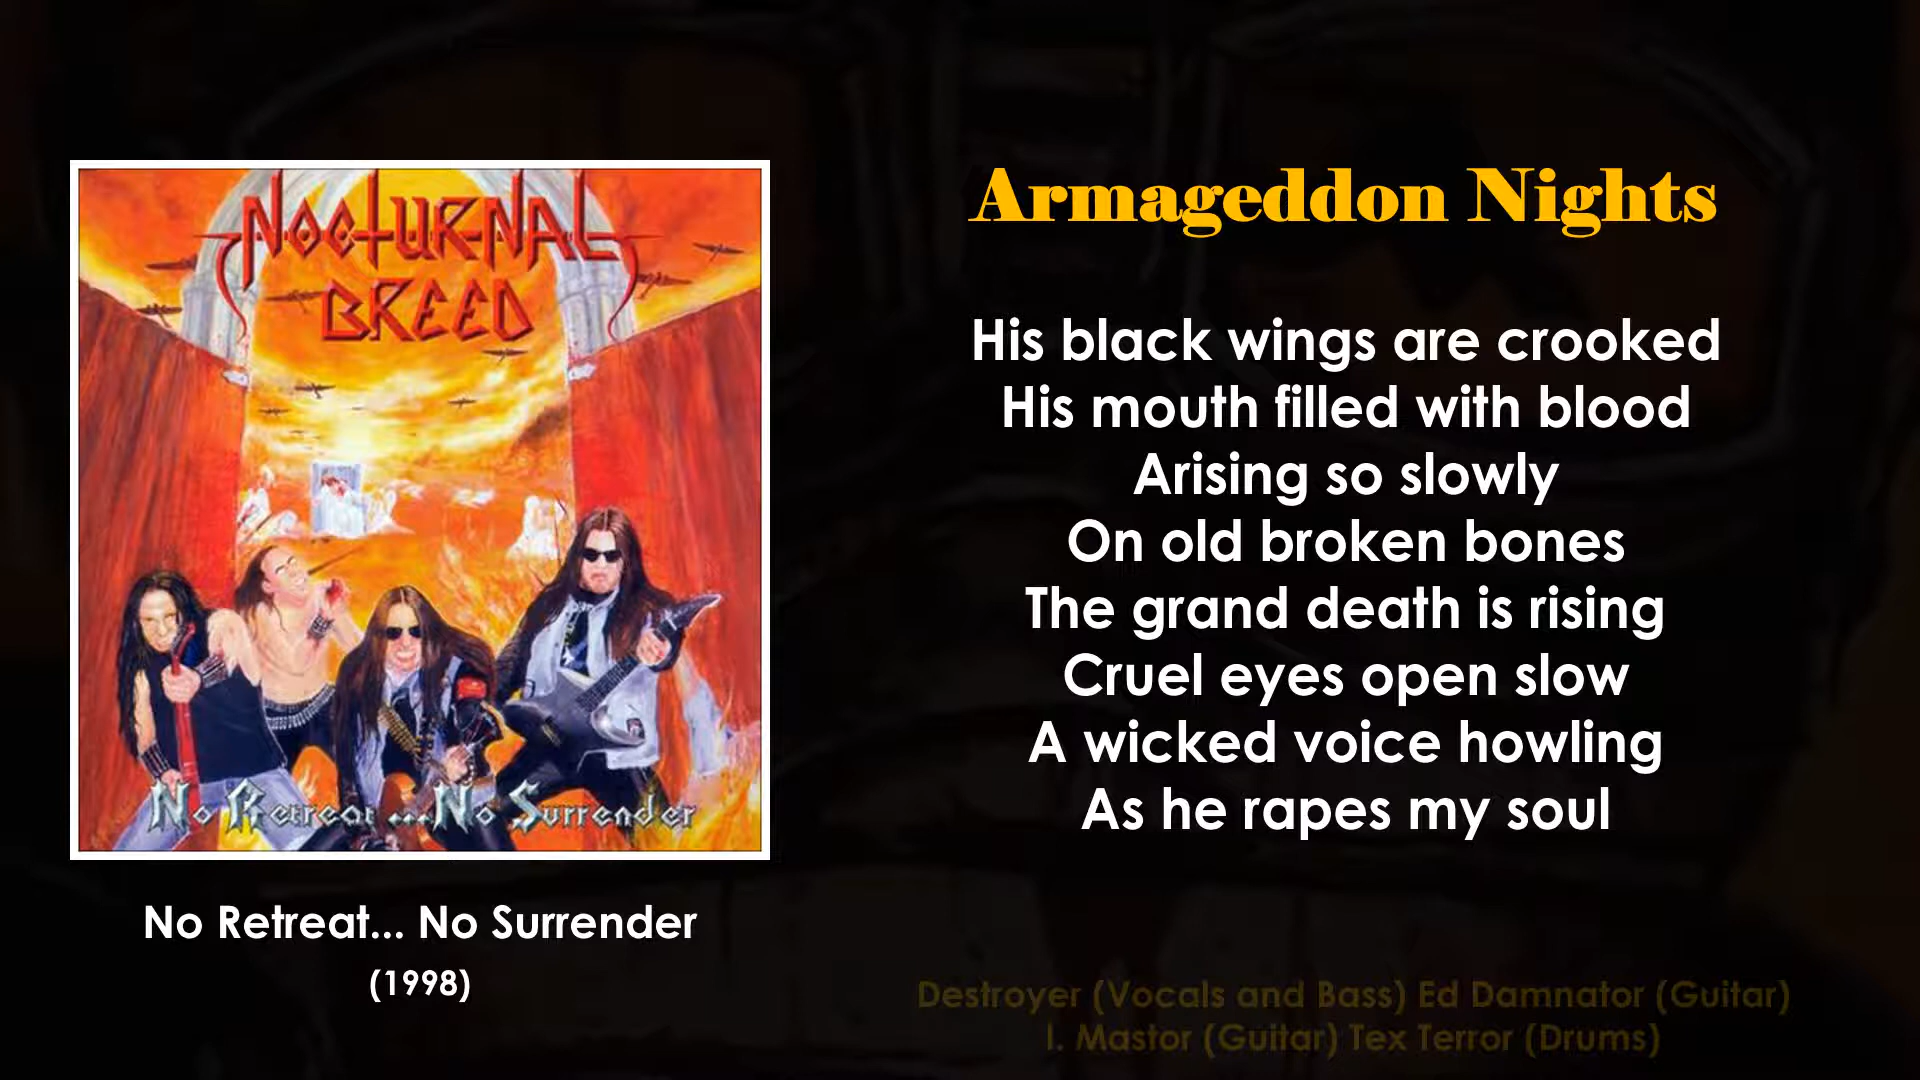 NOCTURNAL
BREED
No Retreat ...No Surrender
No Retreat... No Surrender
(1998)
Armageddon Nights
His black wings are crooked
His mouth filled with blood
Arising so slowly
On old broken bones
The grand death is rising
Cruel eyes open slow
A wicked voice howling
As he rapes my soul
Destroyer (Vocals and Bass) Ed Damnator (Guitar)
I. Mastor (Guitar) Tex Terror (Drums)